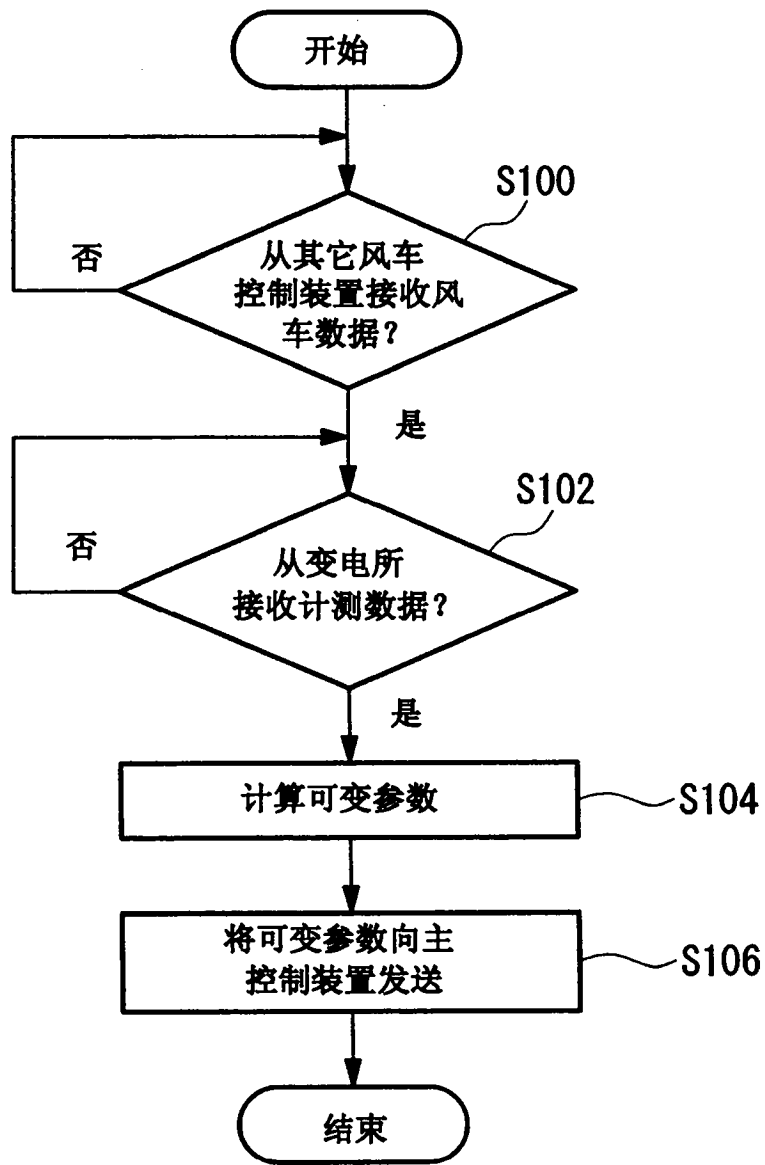 开始
S100
否
从其它风车
控制装置接收风
车数据？
是
S102
否
从变电所
接收计测数据？
是
计算可变参数
S104
将可变参数向主
控制装置发送
S106
结束